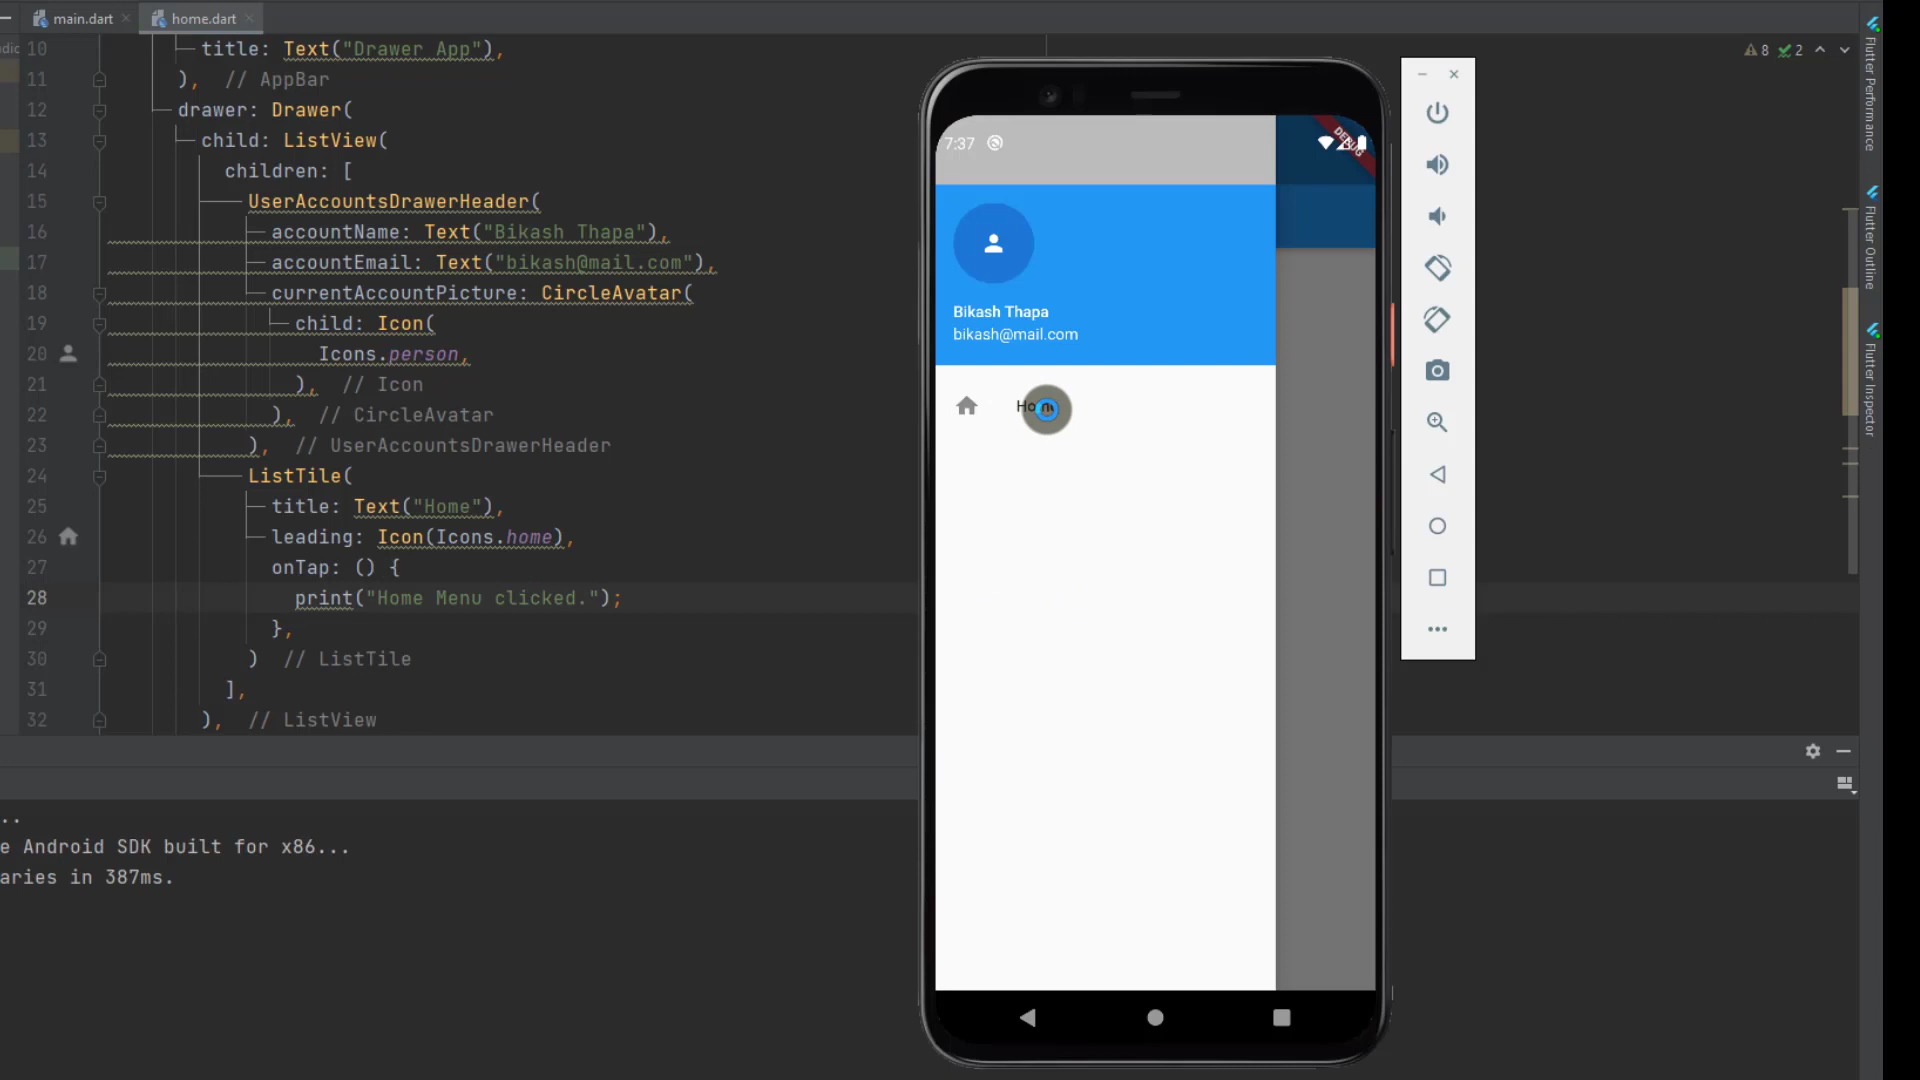 main.dart
home.dart
10 title: Text("Drawer App"),
11 ), // AppBar
12 drawer: Drawer(
13 child: ListView(
14 children: [
15 UserAccountsDrawerHeader(
16 accountName: Text("Bikash Thapa"),
17 accountEmail: Text("bikash@mail.com"),
18 currentAccountPicture: CircleAvatar(
19 child: Icon(
20 Icons.person,
21 ), // Icon
22 ), // CircleAvatar
23 ), // UserAccountsDrawerHeader
24 ListTile(
25 title: Text("Home"),
26 leading: Icon(Icons.home),
27 onTap: () {
28 print("Home Menu clicked.");
29 },
30 ) // ListTile
31 ],
32 ), // ListView
..
e Android SDK built for x86...
aries in 387ms.
7:37
DEBUG
Bikash Thapa
bikash@mail.com
Home
8 2
Flutter Performance
Flutter Outline
Flutter Inspector